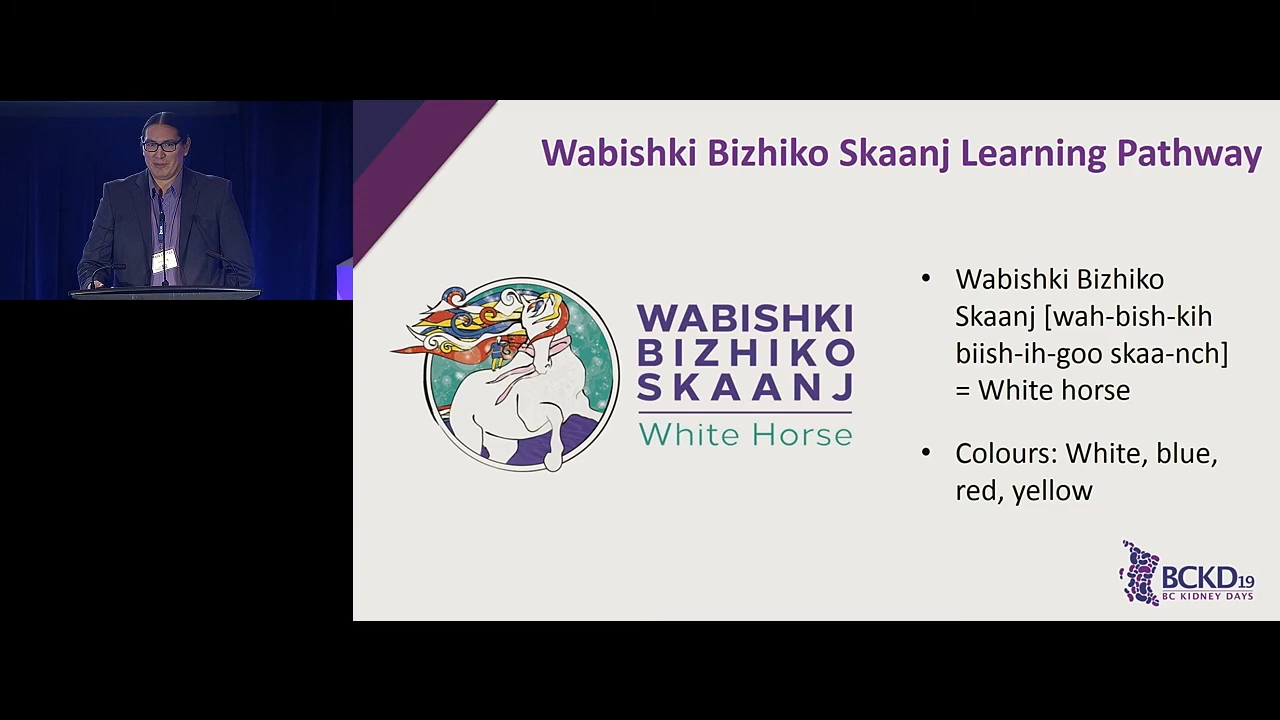 Wabishki Bizhiko Skaanj Learning Pathway
WABISHKI
BIZHIKO
SKAANJ
White Horse
• Wabishki Bizhiko
Skaanj [wah-bish-kih
biish-ih-goo skaa-nch]
= White horse
• Colours: White, blue,
red, yellow
BCKD19
BC KIDNEY DAYS